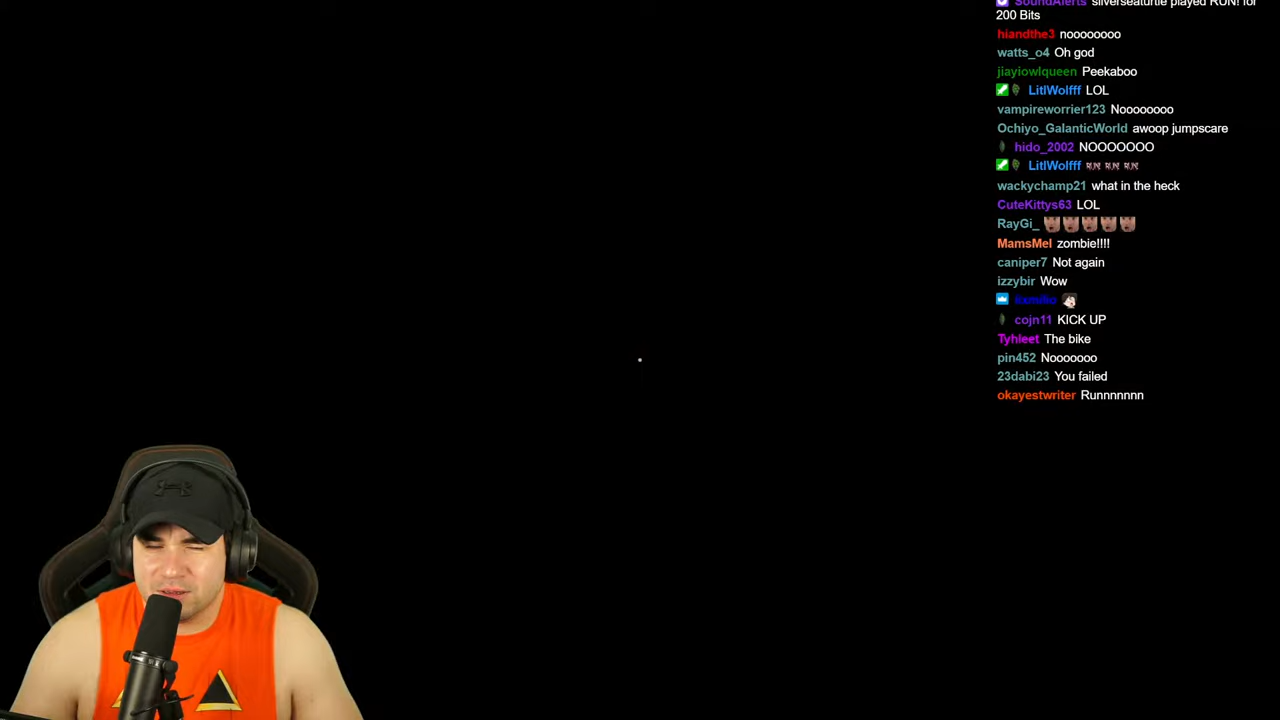 SoundAlerts silverseaturtle played RUN! for
200 Bits
hiandthe3 noooooooo
watts_o4 Oh god
jiayiowlqueen Peekaboo
LitlWolfff LOL
vampireworrier123 Noooooooo
Ochiyo_GalanticWorld awoop jumpscare
hido_2002 NOOOOOOO
LitlWolfff
wackychamp21 what in the heck
CuteKittys63 LOL
RayGi_
MamsMel zombie!!!!
caniper7 Not again
izzybir Wow
cojn11 KICK UP
Tyhleet The bike
pin452 Nooooooo
23dabi23 You failed
okayestwriter Runnnnnnn